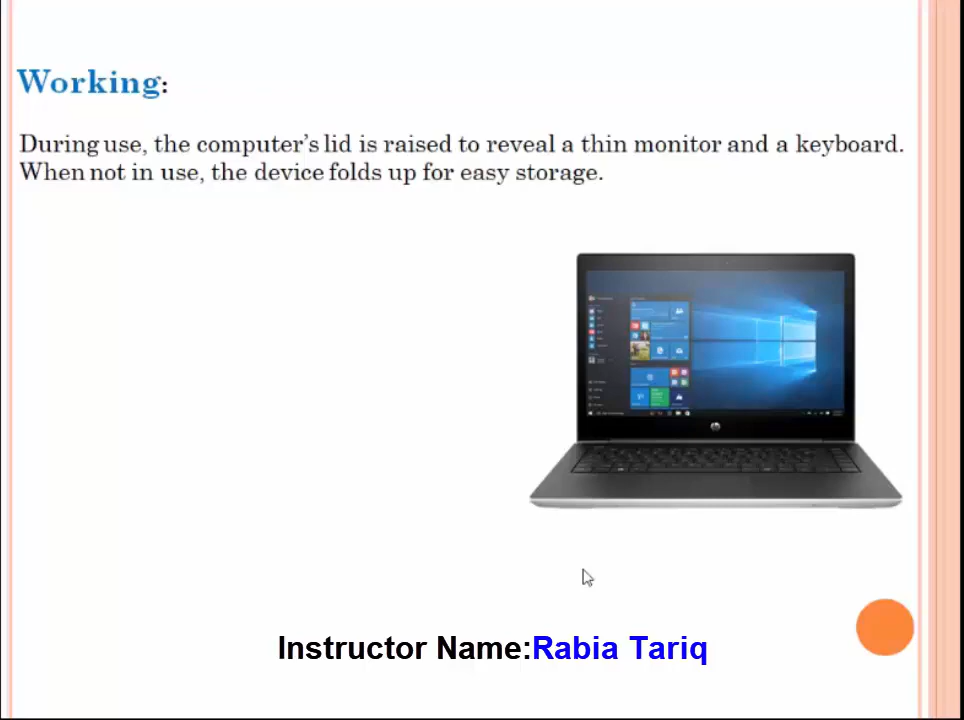 Working:
During use, the computer's lid is raised to reveal a thin monitor and a keyboard.
When not in use, the device folds up for easy storage.
hp
Instructor Name:Rabia Tariq